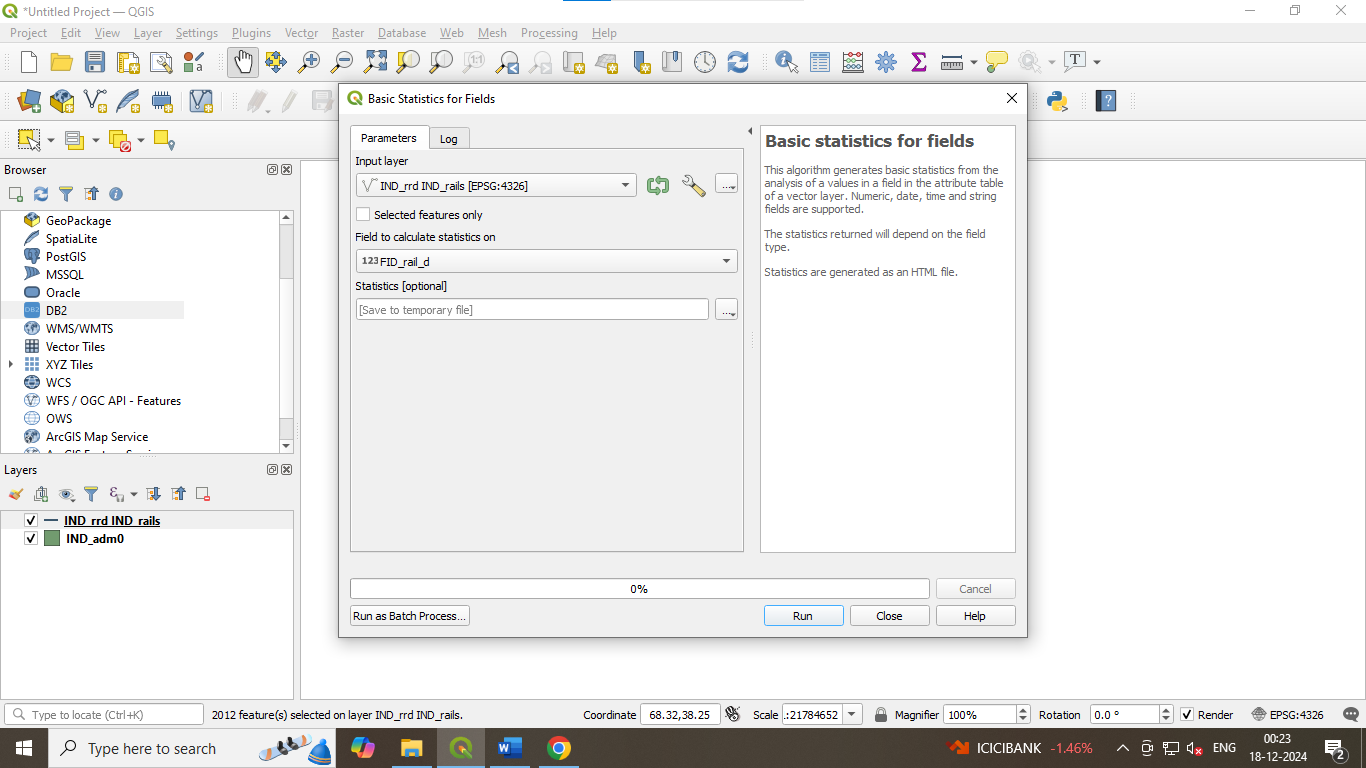 *Untitled Project — QGIS
Project Edit View Layer Settings Plugins Vector Raster Database Web Mesh Processing Help
Basic Statistics for Fields
Parameters
Log
Input layer
IND_rrd IND_rails [EPSG:4326]
Selected features only
Field to calculate statistics on
123 FID_rail_d
Statistics [optional]
[Save to temporary file]
Basic statistics for fields
This algorithm generates basic statistics from the
analysis of a values in a field in the attribute table
of a vector layer. Numeric, date, time and string
fields are supported.
The statistics returned will depend on the field
type.
Statistics are generated as an HTML file.
0%
Cancel
Run as Batch Process...
Run
Close
Help
Browser
GeoPackage
SpatiaLite
PostGIS
MSSQL
Oracle
DB2
WMS/WMTS
Vector Tiles
XYZ Tiles
WCS
WFS / OGC API - Features
OWS
ArcGIS Map Service
Layers
IND_rrd IND_rails
IND_adm0
Type to locate (Ctrl+K)
2012 feature(s) selected on layer IND_rrd IND_rails.
Coordinate 68.32,38.25
Scale .:21784652
Magnifier 100%
Rotation 0.0 °
Render
EPSG:4326
Type here to search
ICICIBANK -1.46%
ENG
00:23
18-12-2024
2